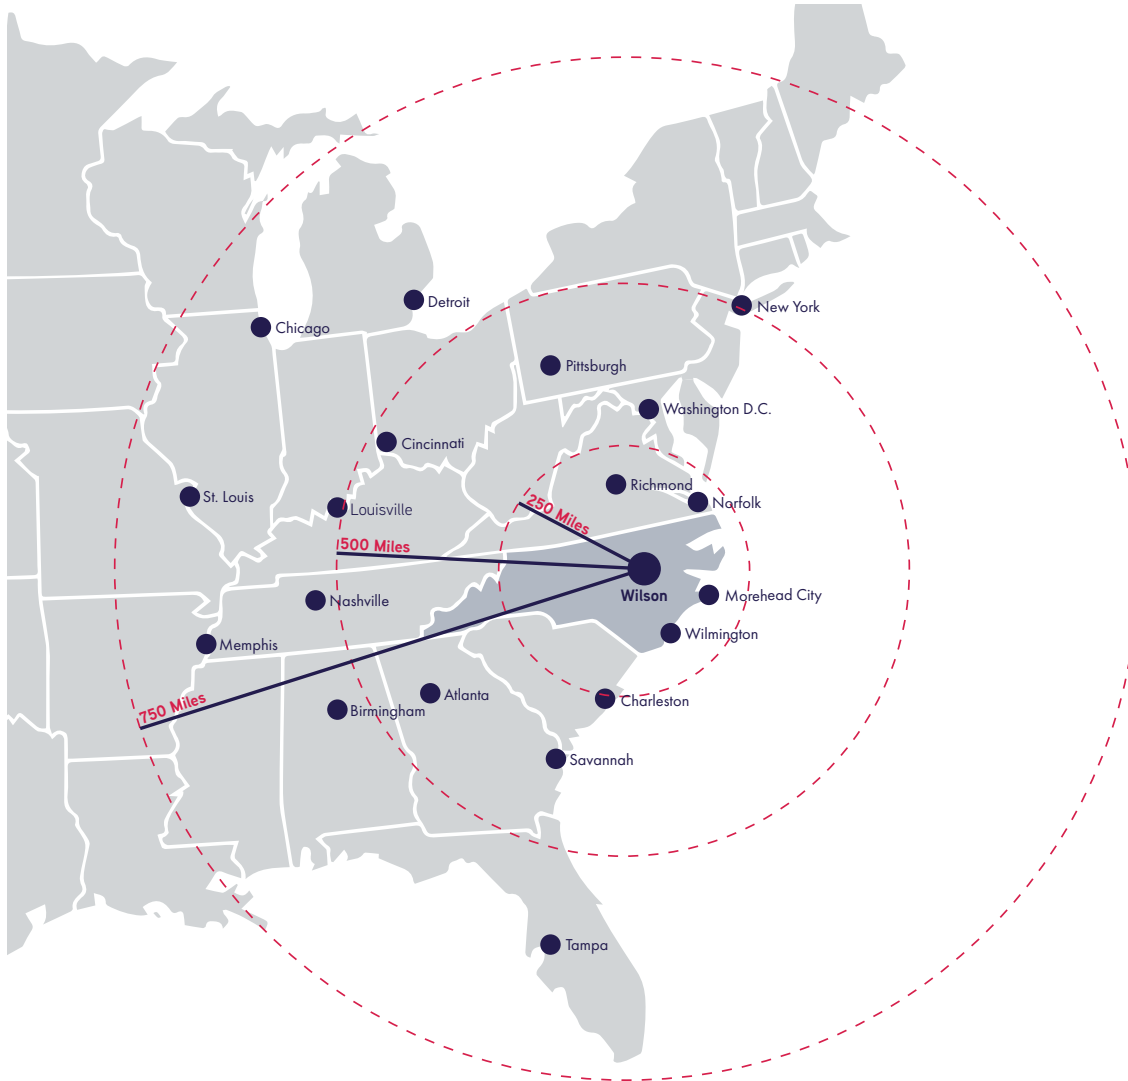 Detroit
New York
Chicago
Pittsburgh
Washington D.C.
Cincinnati
Richmond
St. Louis
Norfolk
Louisville
250 Miles
500 Miles
Wilson
Morehead City
Nashville
Wilmington
Memphis
Atlanta
Charleston
750 Miles
Birmingham
Savannah
Tampa